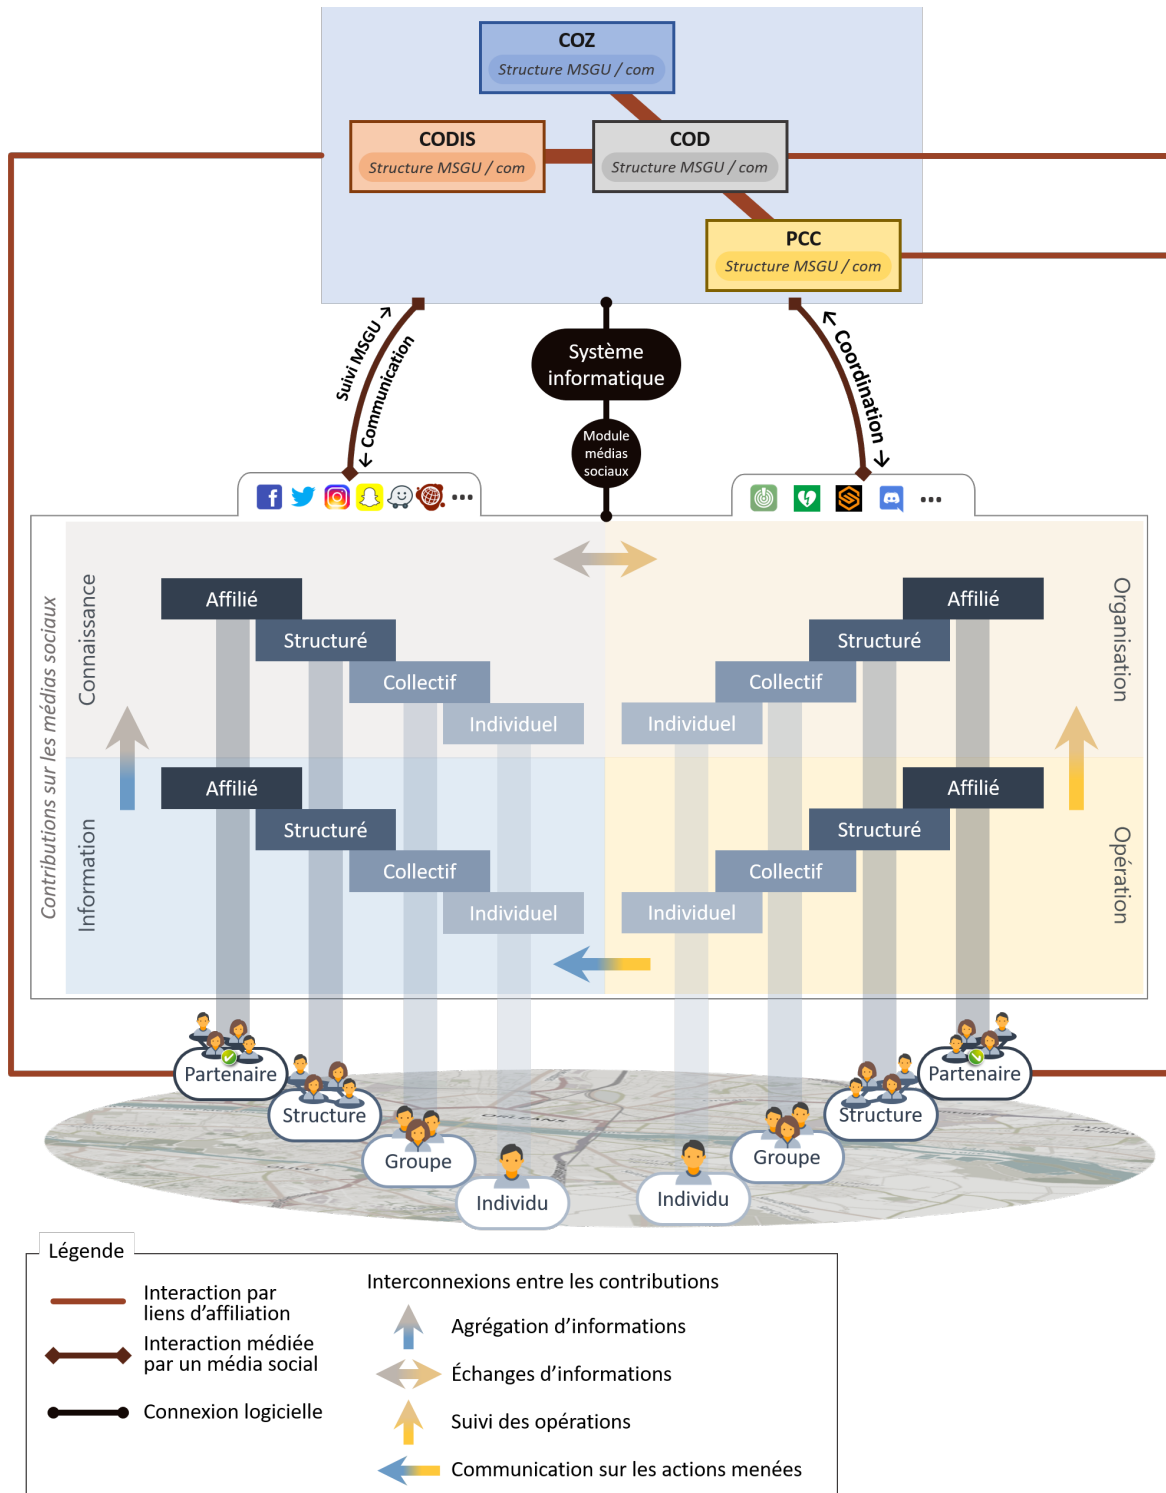 COZ
Structure MSGU / com
CODIS
Structure MSGU / com
COD
Structure MSGU / com
PCC
Structure MSGU / com
Suivi MSGU →
← Communication
Système
informatique
Module
médias
sociaux
← Coordination →
...
...
Contributions sur les médias sociaux
Connaissance
Organisation
Affilié
Structuré
Collectif
Individuel
Affilié
Structuré
Collectif
Individuel
Information
Opération
Affilié
Structuré
Collectif
Individuel
Affilié
Structuré
Collectif
Individuel
Partenaire
Structure
Groupe
Individu
Partenaire
Structure
Groupe
Individu
ORLÉANS
Légende
Interaction par
liens d'affiliation
Interaction médiée
par un média social
Connexion logicielle
Interconnexions entre les contributions
Agrégation d'informations
Échanges d'informations
Suivi des opérations
Communication sur les actions menées